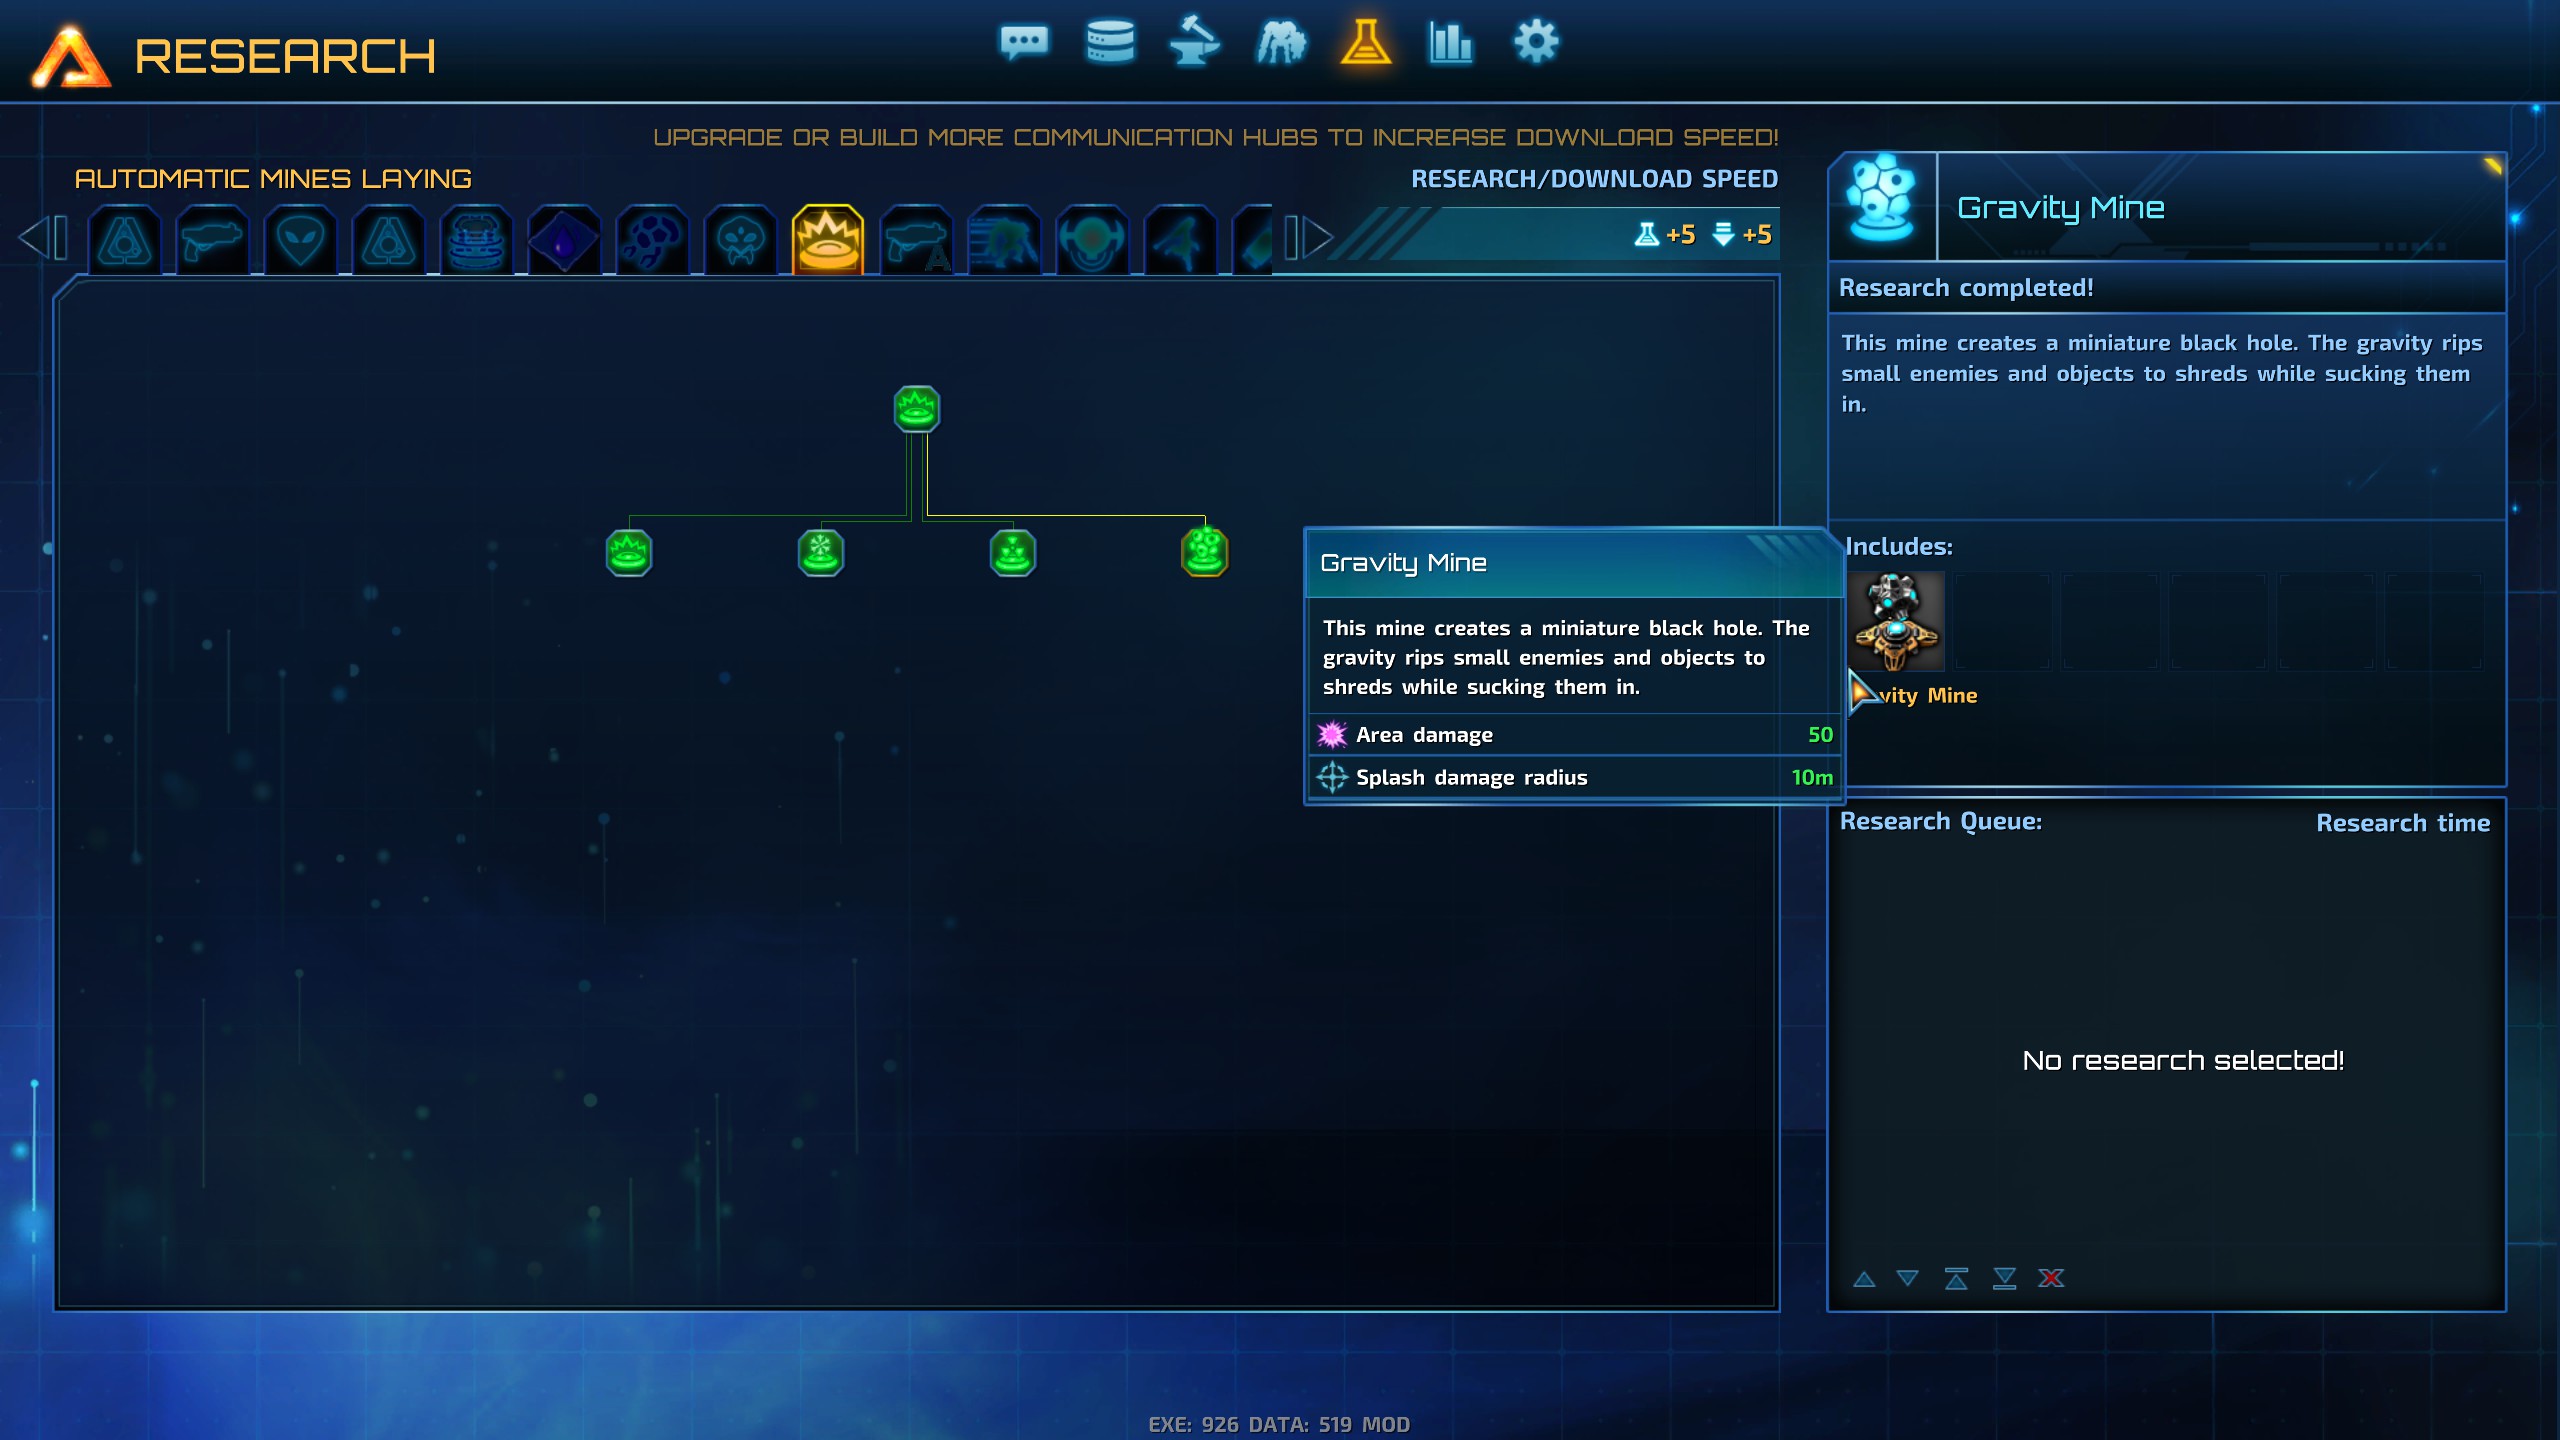 RESEARCH
UPGRADE OR BUILD MORE COMMUNICATION HUBS TO INCREASE DOWNLOAD SPEED!
AUTOMATIC MINES LAYING
RESEARCH/DOWNLOAD SPEED
+5 +5
Gravity Mine
Research completed!
This mine creates a miniature black hole. The gravity rips
small enemies and objects to shreds while sucking them
in.
Includes:
vity Mine
Gravity Mine
This mine creates a miniature black hole. The
gravity rips small enemies and objects to
shreds while sucking them in.
Area damage 50
Splash damage radius 10m
Research Queue: Research time
No research selected!
EXE: 926 DATA: 519 MOD